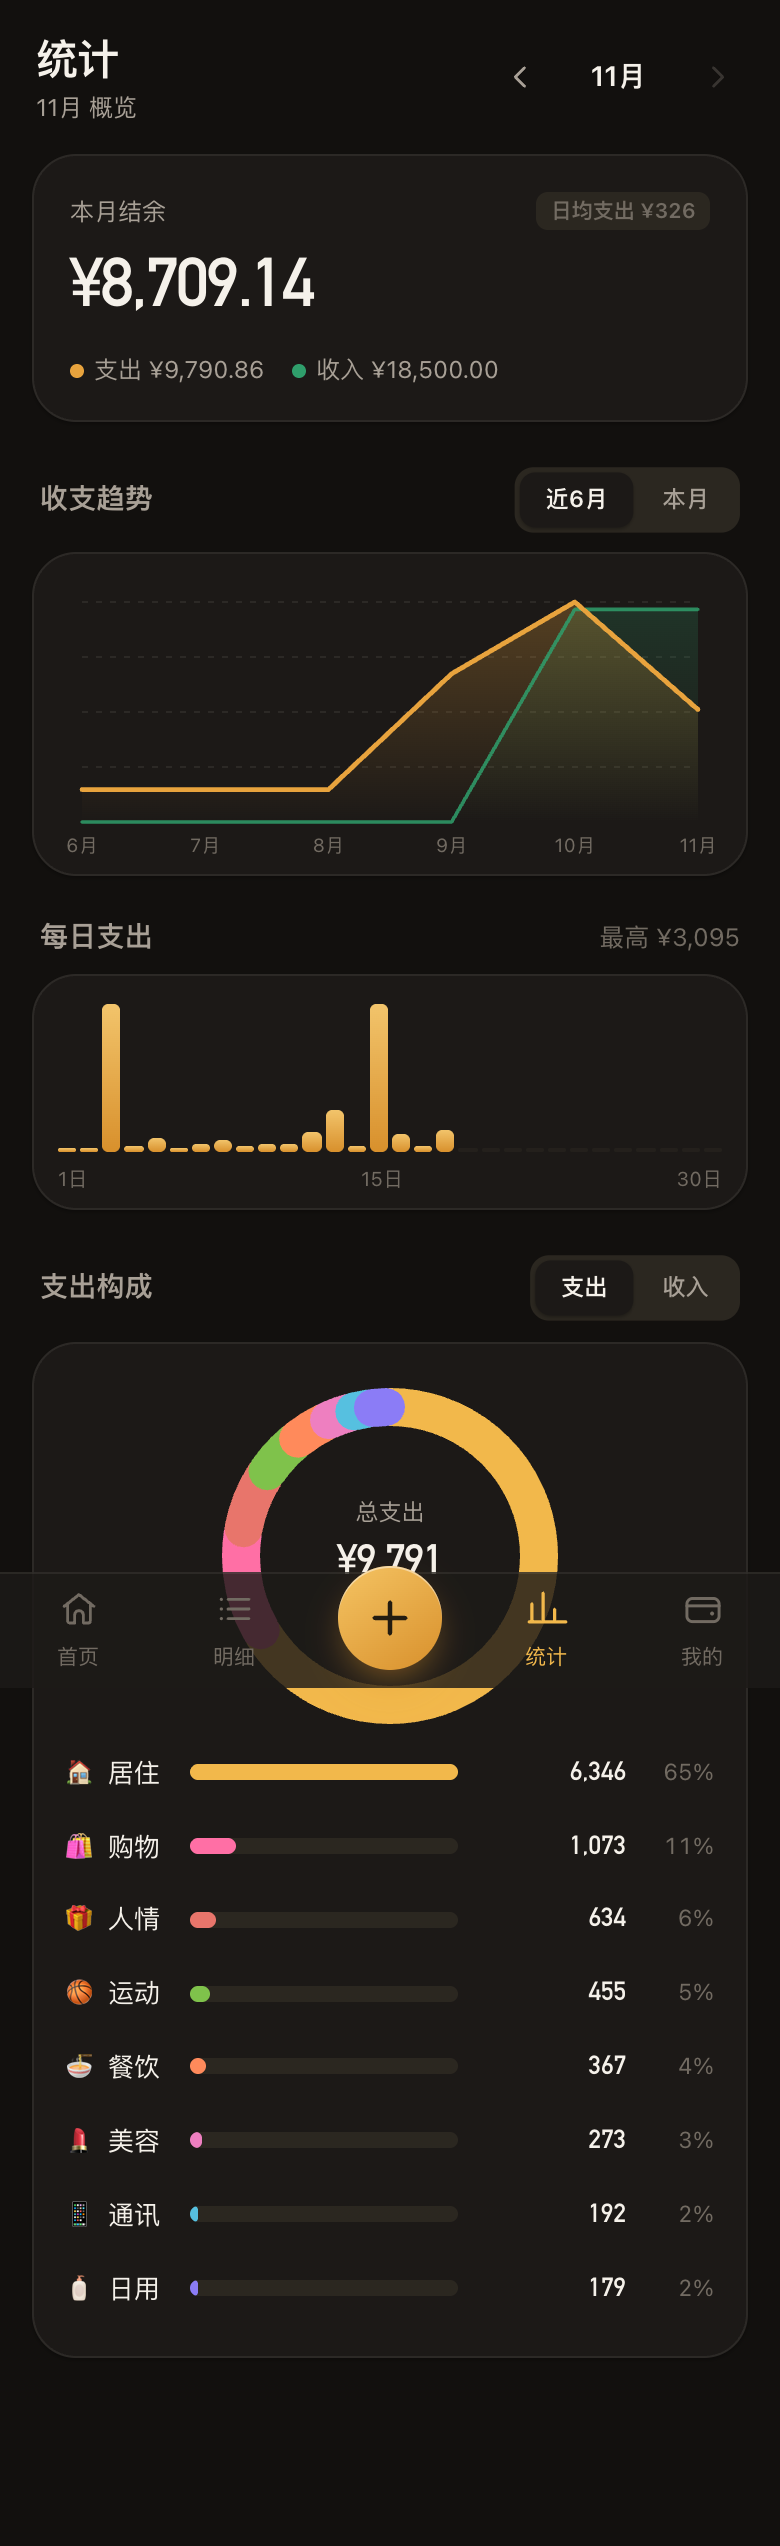 统计
11月
11月 概览
本月结余
日均支出 ¥326
¥8,709.14
支出 ¥9,790.86 收入 ¥18,500.00
收支趋势
近6月 本月
6月 7月 8月 9月 10月 11月
每日支出
最高 ¥3,095
1日 15日 30日
支出构成
支出 收入
总支出
¥9,791
首页 明细 统计 我的
居住 6,346 65%
购物 1,073 11%
人情 634 6%
运动 455 5%
餐饮 367 4%
美容 273 3%
通讯 192 2%
日用 179 2%